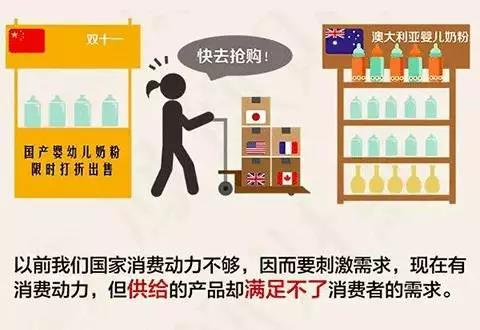 双十一
快去抢购!
澳大利亚婴儿奶粉
国产婴幼儿奶粉
限时打折出售
以前我们国家消费动力不够，因而要刺激需求，现在有
消费动力，但供给的产品却满足不了消费者的需求。